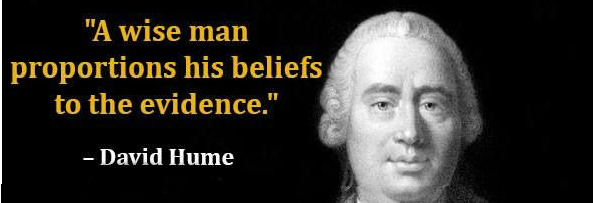 "A wise man
proportions his beliefs
to the evidence."
– David Hume